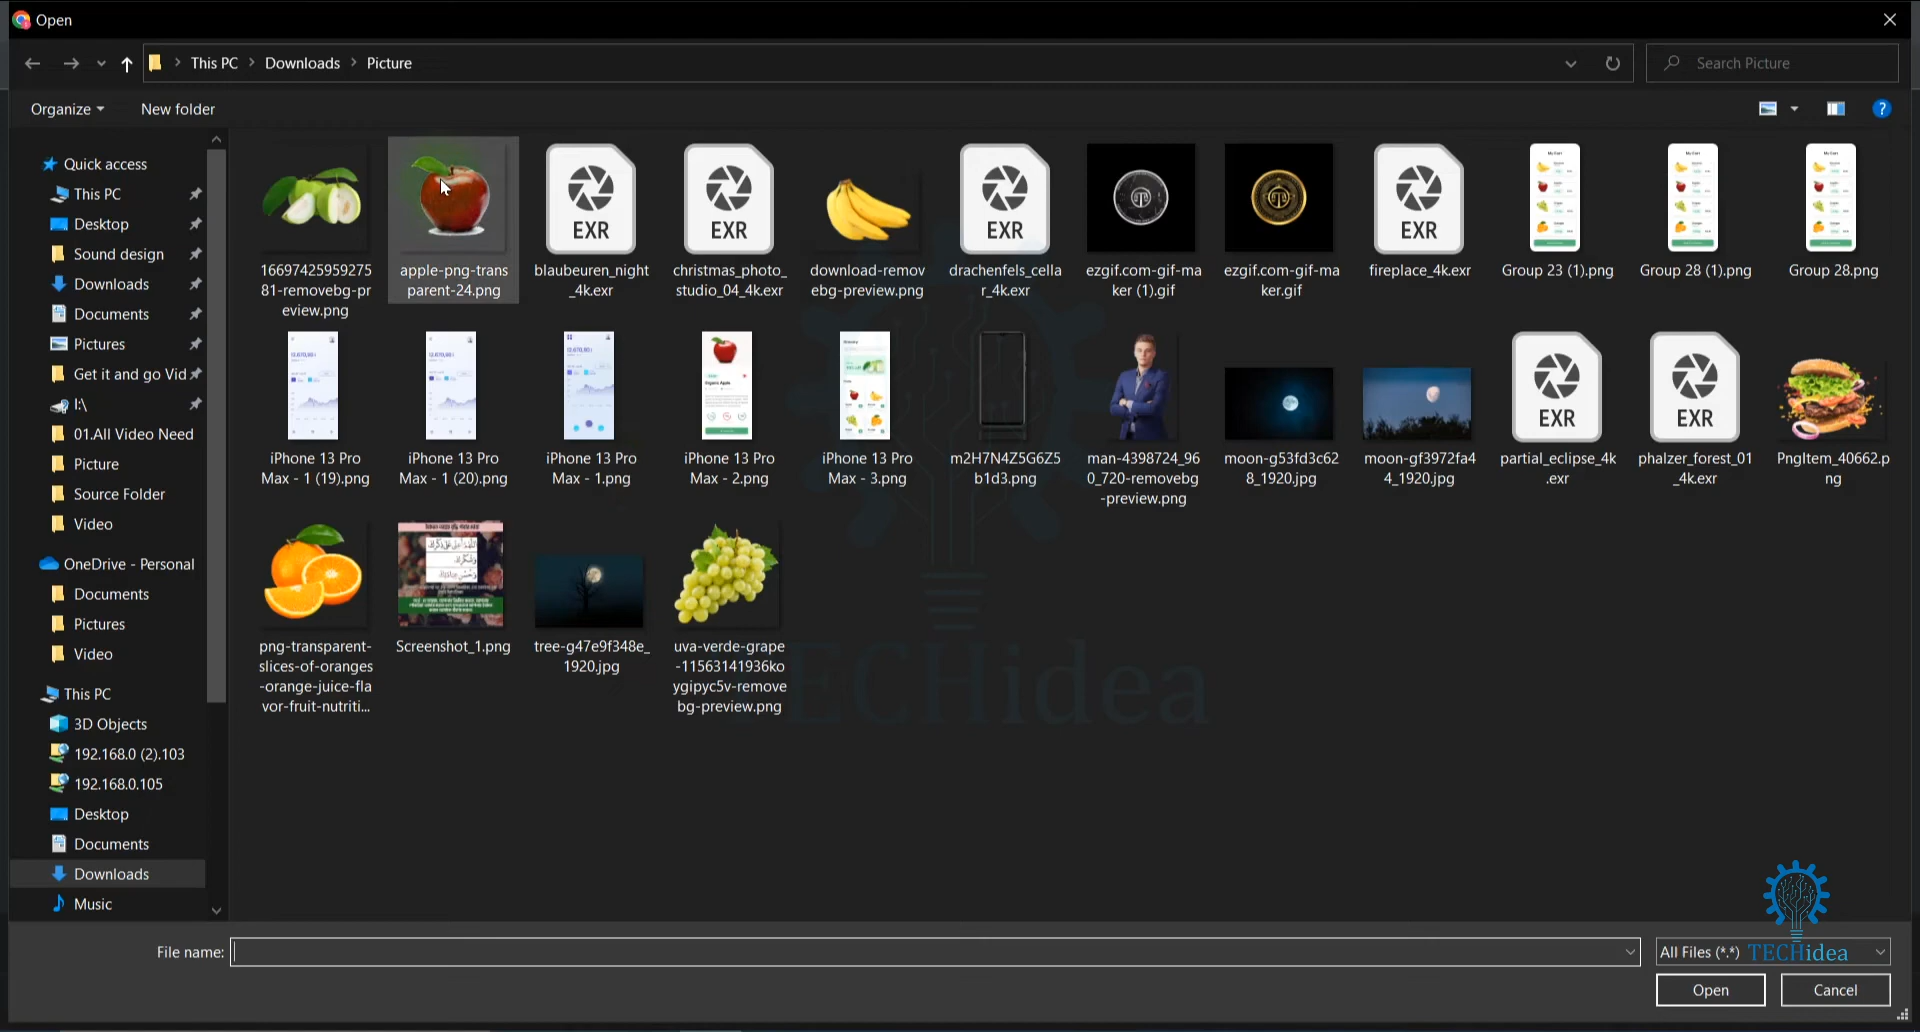 Open
This PC
Downloads
Picture
Search Picture
Organize
New folder
Quick access
This PC
Desktop
Sound design
Downloads
Documents
Pictures
Get it and go Vid
I:\
01.All Video Need
Picture
Source Folder
Video
OneDrive - Personal
Documents
Pictures
Video
This PC
3D Objects
192.168.0 (2).103
192.168.0.105
Desktop
Documents
Downloads
Music
EXR
EXR
EXR
EXR
16697425959275
81-removebg-pr
eview.png
apple-png-trans
parent-24.png
blaubeuren_night
_4k.exr
christmas_photo_
studio_04_4k.exr
download-remov
ebg-preview.png
drachenfels_cella
r_4k.exr
ezgif.com-gif-ma
ker (1).gif
ezgif.com-gif-ma
ker.gif
fireplace_4k.exr
Group 23 (1).png
Group 28 (1).png
Group 28.png
EXR
EXR
iPhone 13 Pro
Max - 1 (19).png
iPhone 13 Pro
Max - 1 (20).png
iPhone 13 Pro
Max - 1.png
iPhone 13 Pro
Max - 2.png
iPhone 13 Pro
Max - 3.png
m2H7N4Z5G6Z5
b1d3.png
man-4398724_96
0_720-removebg
-preview.png
moon-g53fd3c62
8_1920.jpg
moon-gf3972fa4
4_1920.jpg
partial_eclipse_4k
.exr
phalzer_forest_01
_4k.exr
PngItem_40662.p
ng
png-transparent-
slices-of-oranges
-orange-juice-fla
vor-fruit-nutriti...
Screenshot_1.png
tree-g47e9f348e_
1920.jpg
uva-verde-grape
-11563141936ko
ygipyc5v-remove
bg-preview.png
TECHidea
File name:
All Files (*.*)
TECHidea
Open
Cancel